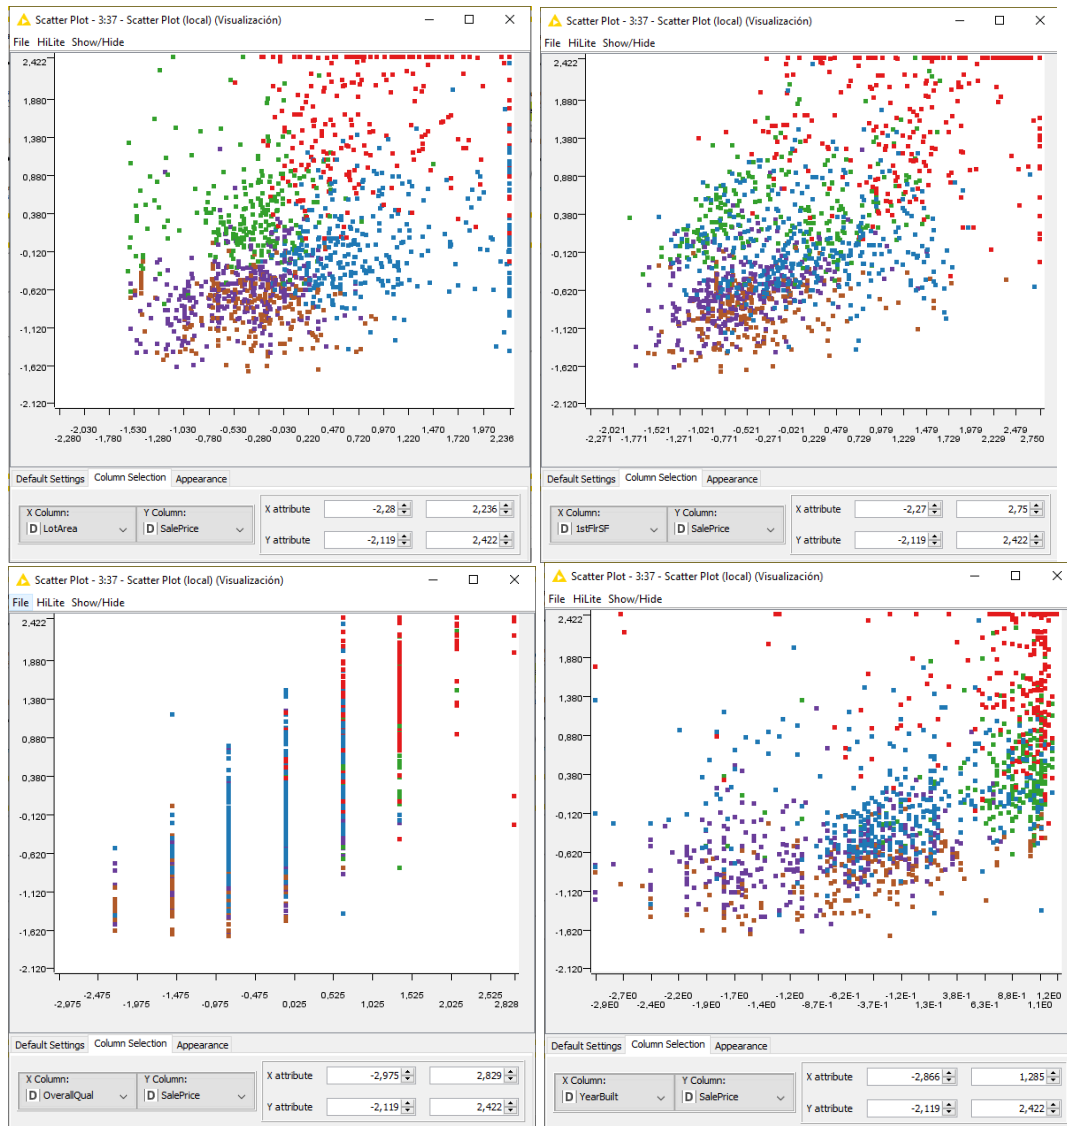 Scatter Plot - 3:37 - Scatter Plot (local) (Visualización)
File HiLite Show/Hide
2,422
1,880
1,380
0,880
0,380
-0,120
-0,620
-1,120
-1,620
-2,120
-2,030 -1,530 -1,030 -0,530 -0,030 0,470 0,970 1,470 1,970
-2,280 -1,780 -1,280 -0,780 -0,280 0,220 0,720 1,220 1,720 2,236
Default Settings Column Selection Appearance
X Column: Y Column: X attribute -2,28 2,236
D LotArea D SalePrice
Y attribute -2,119 2,422
Scatter Plot - 3:37 - Scatter Plot (local) (Visualización)
File HiLite Show/Hide
2,422
1,880
1,380
0,880
0,380
-0,120
-0,620
-1,120
-1,620
-2,120
-2,021 -1,521 -1,021 -0,521 -0,021 0,479 0,979 1,479 1,979 2,479
-2,271 -1,771 -1,271 -0,771 -0,271 0,229 0,729 1,229 1,729 2,229 2,750
Default Settings Column Selection Appearance
X Column: Y Column: X attribute -2,27 2,75
D 1stFlrSF D SalePrice
Y attribute -2,119 2,422
Scatter Plot - 3:37 - Scatter Plot (local) (Visualización)
File HiLite Show/Hide
2,422
1,880
1,380
0,880
0,380
-0,120
-0,620
-1,120
-1,620
-2,120
-2,475 -1,475 -0,475 0,525 1,525 2,525
-2,975 -1,975 -0,975 0,025 1,025 2,025 2,828
Default Settings Column Selection Appearance
X Column: Y Column: X attribute -2,975 2,829
D OverallQual D SalePrice
Y attribute -2,119 2,422
Scatter Plot - 3:37 - Scatter Plot (local) (Visualización)
File HiLite Show/Hide
2,422
1,880
1,380
0,880
0,380
-0,120
-0,620
-1,120
-1,620
-2,120
-2,7E0 -2,2E0 -1,7E0 -1,2E0 -6,2E-1 -1,2E-1 3,8E-1 8,8E-1 1,2E0
-2,9E0 -2,4E0 -1,9E0 -1,4E0 -8,7E-1 -3,7E-1 1,3E-1 6,3E-1 1,1E0
Default Settings Column Selection Appearance
X Column: Y Column: X attribute -2,866 1,285
D YearBuilt D SalePrice
Y attribute -2,119 2,422